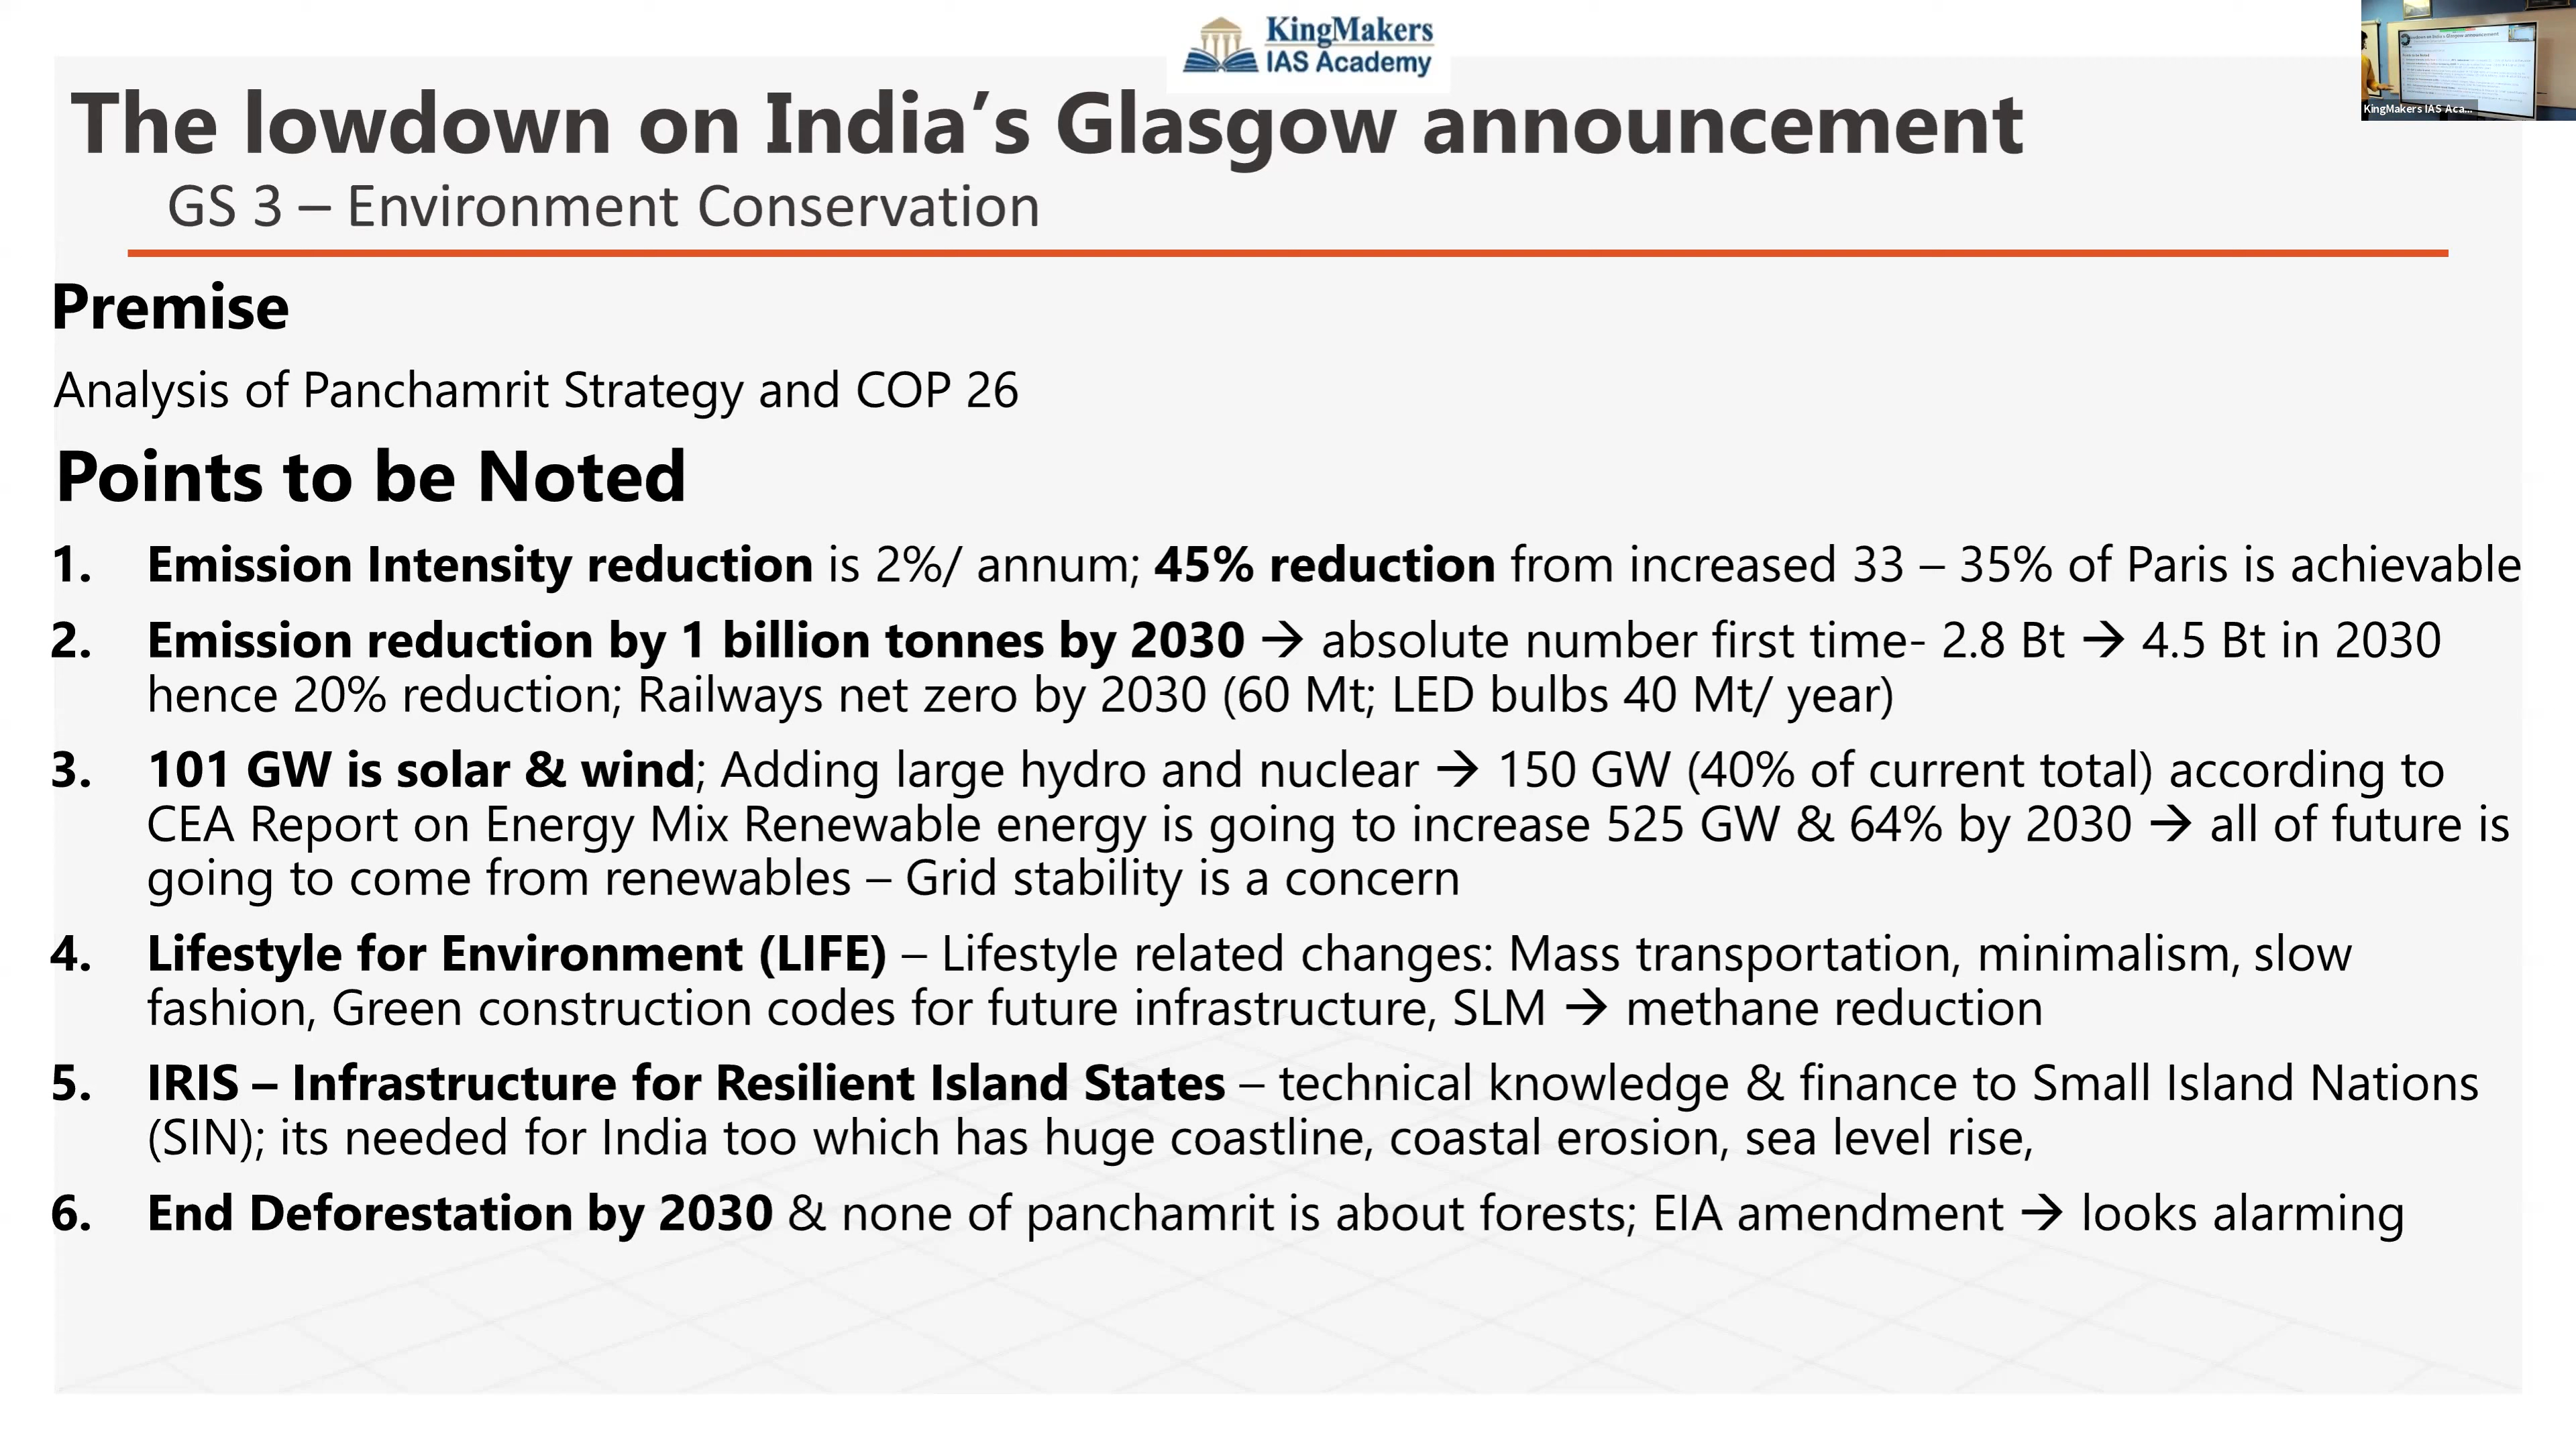 KingMakers
IAS Academy
KingMakers IAS Aca...
The lowdown on India’s Glasgow announcement
GS 3 – Environment Conservation
Premise
Analysis of Panchamrit Strategy and COP 26
Points to be Noted
1. Emission Intensity reduction is 2%/ annum; 45% reduction from increased 33 – 35% of Paris is achievable
2. Emission reduction by 1 billion tonnes by 2030 → absolute number first time- 2.8 Bt → 4.5 Bt in 2030
hence 20% reduction; Railways net zero by 2030 (60 Mt; LED bulbs 40 Mt/ year)
3. 101 GW is solar & wind; Adding large hydro and nuclear → 150 GW (40% of current total) according to
CEA Report on Energy Mix Renewable energy is going to increase 525 GW & 64% by 2030 → all of future is
going to come from renewables – Grid stability is a concern
4. Lifestyle for Environment (LIFE) – Lifestyle related changes: Mass transportation, minimalism, slow
fashion, Green construction codes for future infrastructure, SLM → methane reduction
5. IRIS – Infrastructure for Resilient Island States – technical knowledge & finance to Small Island Nations
(SIN); its needed for India too which has huge coastline, coastal erosion, sea level rise,
6. End Deforestation by 2030 & none of panchamrit is about forests; EIA amendment → looks alarming